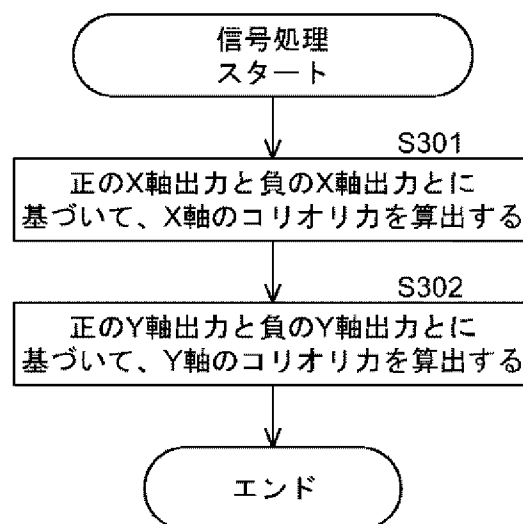 信号処理
スタート
S301
正のX軸出力と負のX軸出力とに
基づいて、X軸のコリオリ力を算出する
S302
正のY軸出力と負のY軸出力とに
基づいて、Y軸のコリオリ力を算出する
エンド